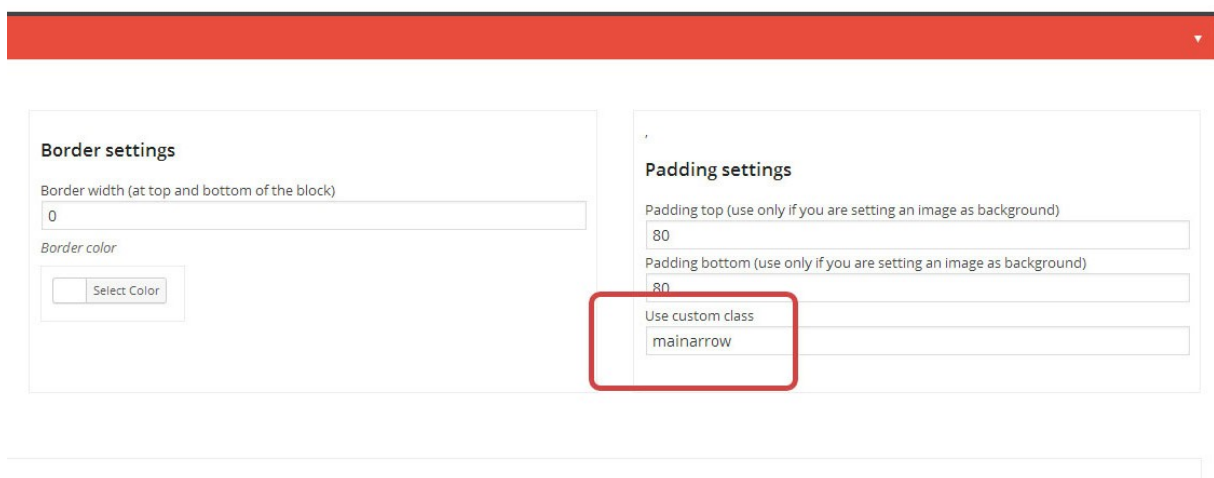 Border settings
Border width (at top and bottom of the block)
0
Border color
Select Color
,
Padding settings
Padding top (use only if you are setting an image as background)
80
Padding bottom (use only if you are setting an image as background)
80
Use custom class
mainarrow